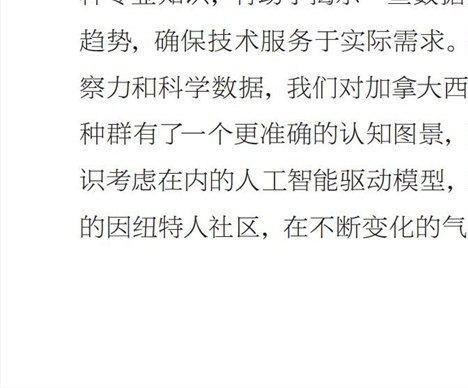 种专业知识，有助于揭示一些数据
趋势，确保技术服务于实际需求。
察力和科学数据，我们对加拿大西
种群有了一个更准确的认知图景，
识考虑在内的人工智能驱动模型，
的因纽特人社区，在不断变化的气